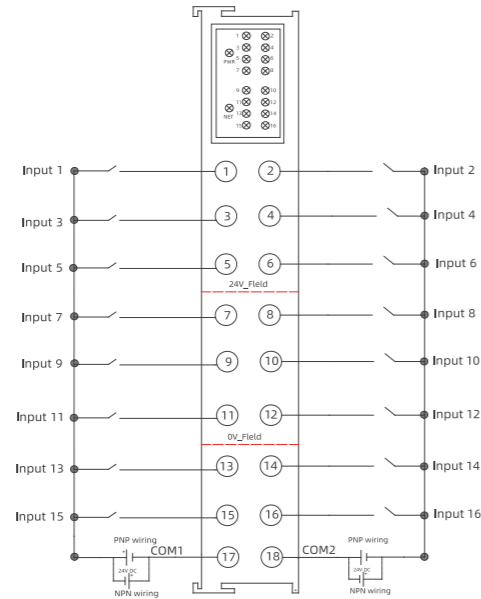 1 2
3 4
PWR 5 6
7 8
9 10
11 12
NET 13 14
15 16
Input 1 1 2 Input 2
Input 3 3 4 Input 4
Input 5 5 6 Input 6
24V_Field
Input 7 7 8 Input 8
Input 9 9 10 Input 10
Input 11 11 12 Input 12
0V_Field
Input 13 13 14 Input 14
Input 15 15 16 Input 16
PNP wiring PNP wiring
+ COM1 17 18 COM2 +
24V DC 24V DC
+ +
NPN wiring NPN wiring